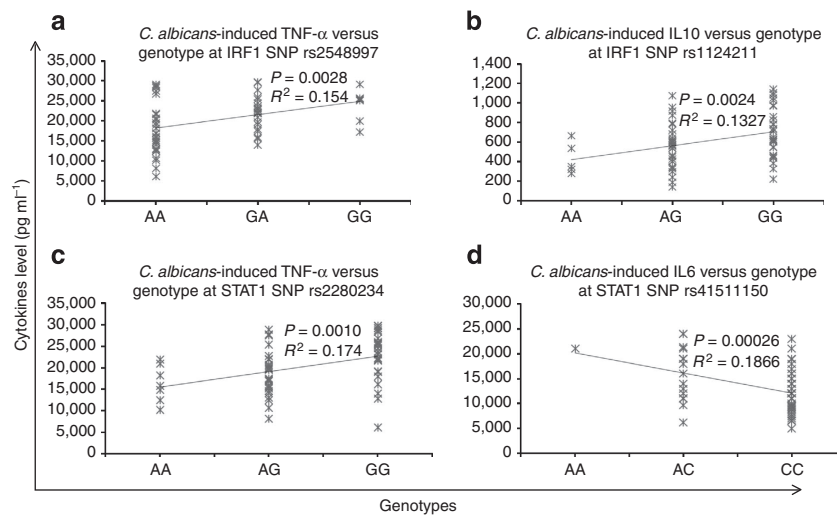 a
C. albicans-induced TNF-α versus
genotype at IRF1 SNP rs2548997
35,000
30,000
25,000
20,000
15,000
10,000
5,000
0
P = 0.0028
R² = 0.154
AA GA GG
b
C. albicans-induced IL10 versus genotype
at IRF1 SNP rs1124211
1,400
1,200
1,000
800
600
400
200
0
P = 0.0024
R² = 0.1327
AA AG GG
c
C. albicans-induced TNF-α versus
genotype at STAT1 SNP rs2280234
35,000
30,000
25,000
20,000
15,000
10,000
5,000
0
P = 0.0010
R² = 0.174
AA AG GG
d
C. albicans-induced IL6 versus genotype
at STAT1 SNP rs41511150
30,000
25,000
20,000
15,000
10,000
5,000
0
P = 0.00026
R² = 0.1866
AA AC CC
Cytokines level (pg ml⁻¹)
Genotypes